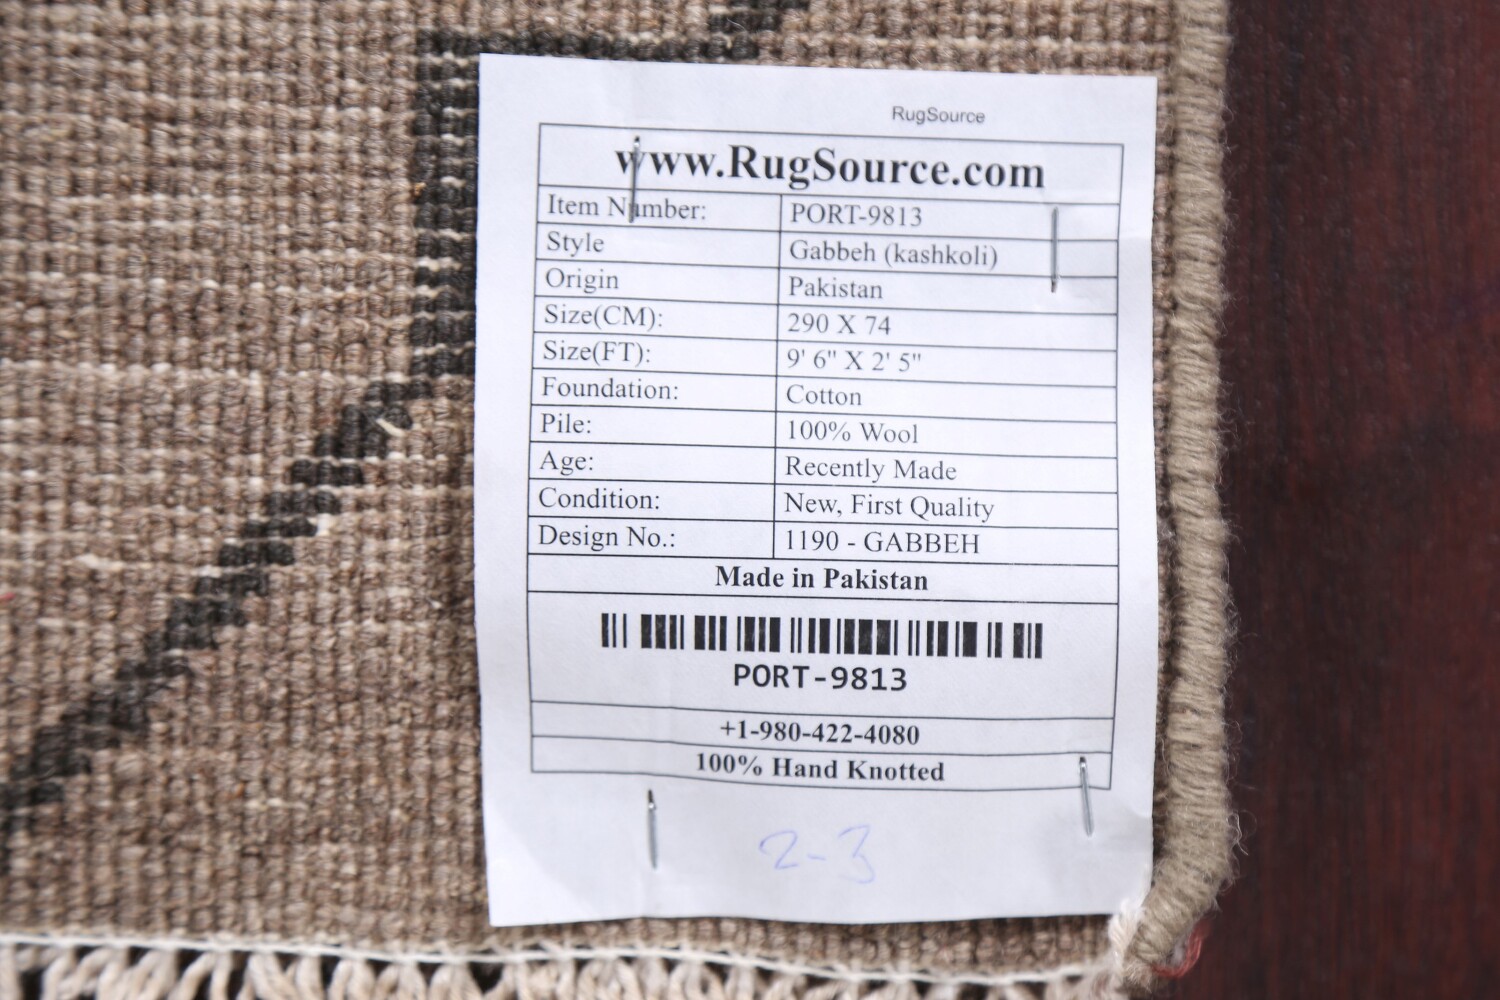 RugSource
www.RugSource.com
Item Number: PORT-9813
Style Gabbeh (kashkoli)
Origin Pakistan
Size(CM): 290 X 74
Size(FT): 9' 6" X 2' 5"
Foundation: Cotton
Pile: 100% Wool
Age: Recently Made
Condition: New, First Quality
Design No.: 1190 - GABBEH
Made in Pakistan
PORT-9813
+1-980-422-4080
100% Hand Knotted
2-3